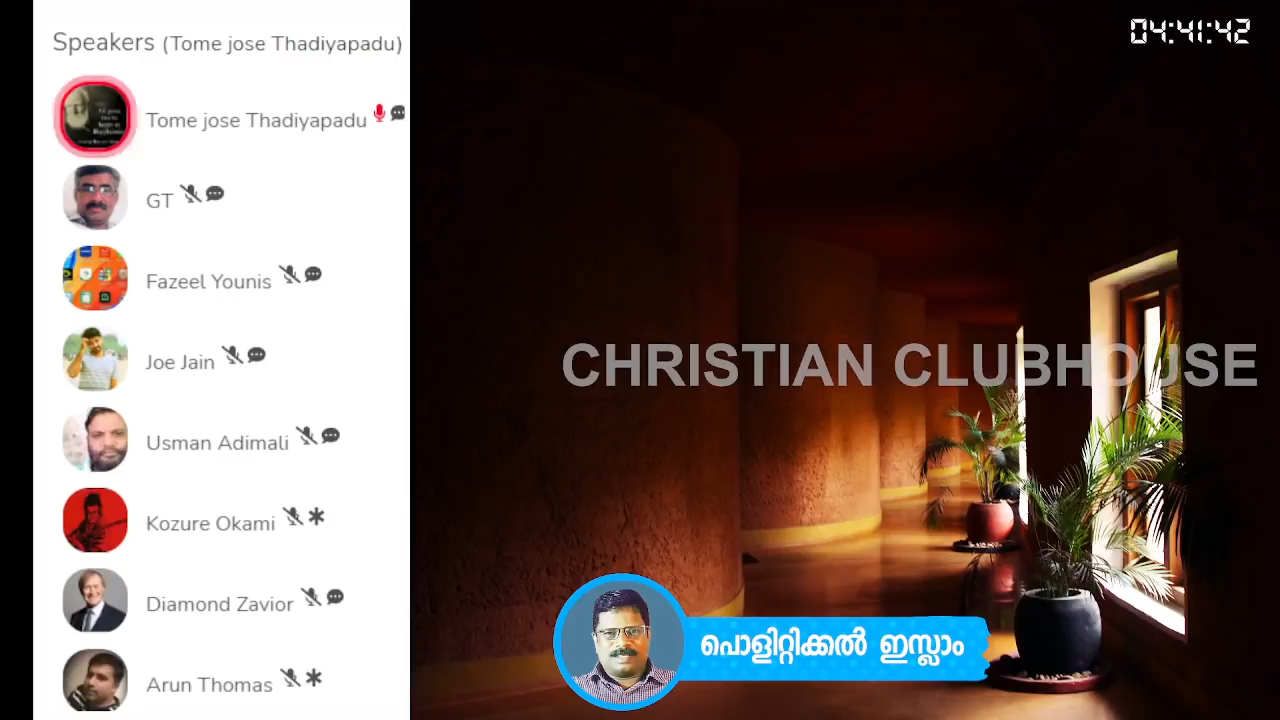 Speakers (Tome jose Thadiyapadu)
04:41:42
Tome jose Thadiyapadu
GT
Fazeel Younis
Joe Jain
Usman Adimali
Kozure Okami
Diamond Zavior
Arun Thomas
CHRISTIAN CLUBHOUSE
പൊളിറ്റിക്കൽ ഇസ്ലാം